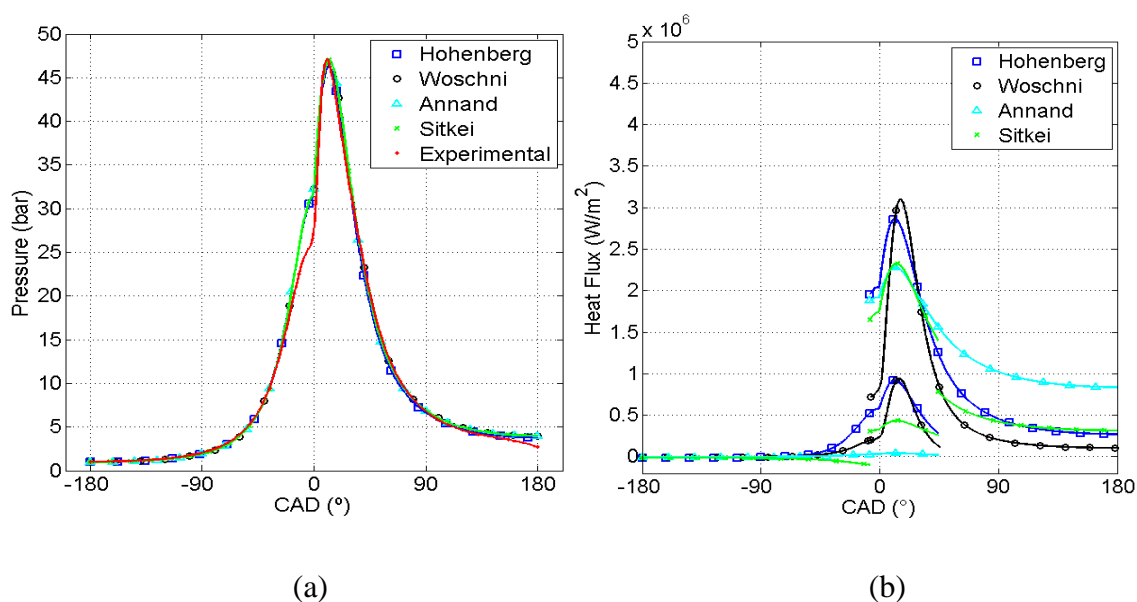 50
45
40
35
30
25
20
15
10
5
0
Pressure (bar)
-180
-90
0
90
180
CAD (º)
Hohenberg
Woschni
Annand
Sitkei
Experimental
(a)
x 10^6
5
4.5
4
3.5
3
2.5
2
1.5
1
0.5
0
Heat Flux (W/m²)
-180
-90
0
90
180
CAD (°)
Hohenberg
Woschni
Annand
Sitkei
(b)